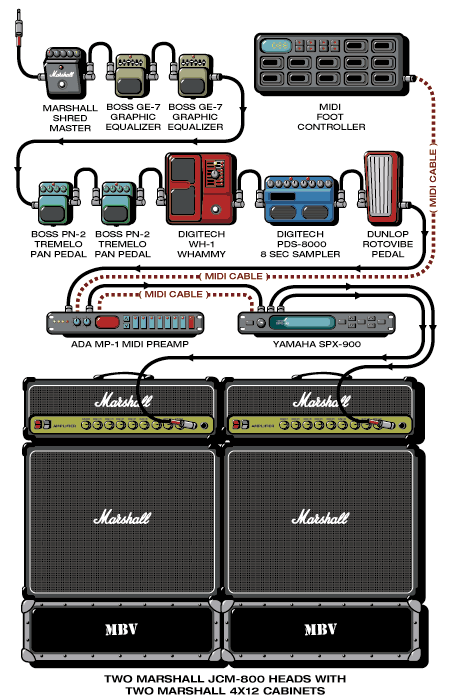 Marshall
MARSHALL
SHRED
MASTER
BOSS GE-7
GRAPHIC
EQUALIZER
BOSS GE-7
GRAPHIC
EQUALIZER
MIDI
FOOT
CONTROLLER
( MIDI CABLE )
BOSS PN-2
TREMELO
PAN PEDAL
BOSS PN-2
TREMELO
PAN PEDAL
DIGITECH
WH-1
WHAMMY
DIGITECH
PDS-8000
8 SEC SAMPLER
DUNLOP
ROTOVIBE
PEDAL
( MIDI CABLE )
( MIDI CABLE )
ADA MP-1 MIDI PREAMP
YAMAHA SPX-900
Marshall
Marshall
AMPLIFIER
AMPLIFIER
Marshall
Marshall
MBV
MBV
TWO MARSHALL JCM-800 HEADS WITH
TWO MARSHALL 4X12 CABINETS